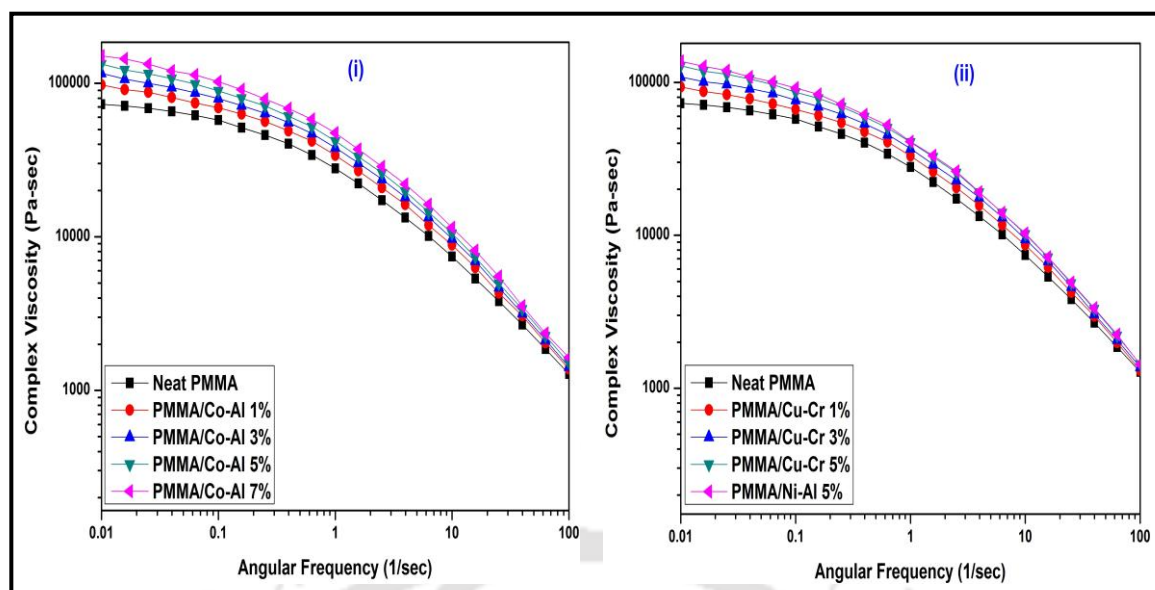 (i)
Complex Viscosity (Pa-sec)
100000
10000
1000
Neat PMMA
PMMA/Co-Al 1%
PMMA/Co-Al 3%
PMMA/Co-Al 5%
PMMA/Co-Al 7%
0.01 0.1 1 10 100
Angular Frequency (1/sec)
(ii)
Complex Viscosity (Pa-sec)
100000
10000
1000
Neat PMMA
PMMA/Cu-Cr 1%
PMMA/Cu-Cr 3%
PMMA/Cu-Cr 5%
PMMA/Ni-Al 5%
0.01 0.1 1 10 100
Angular Frequency (1/sec)